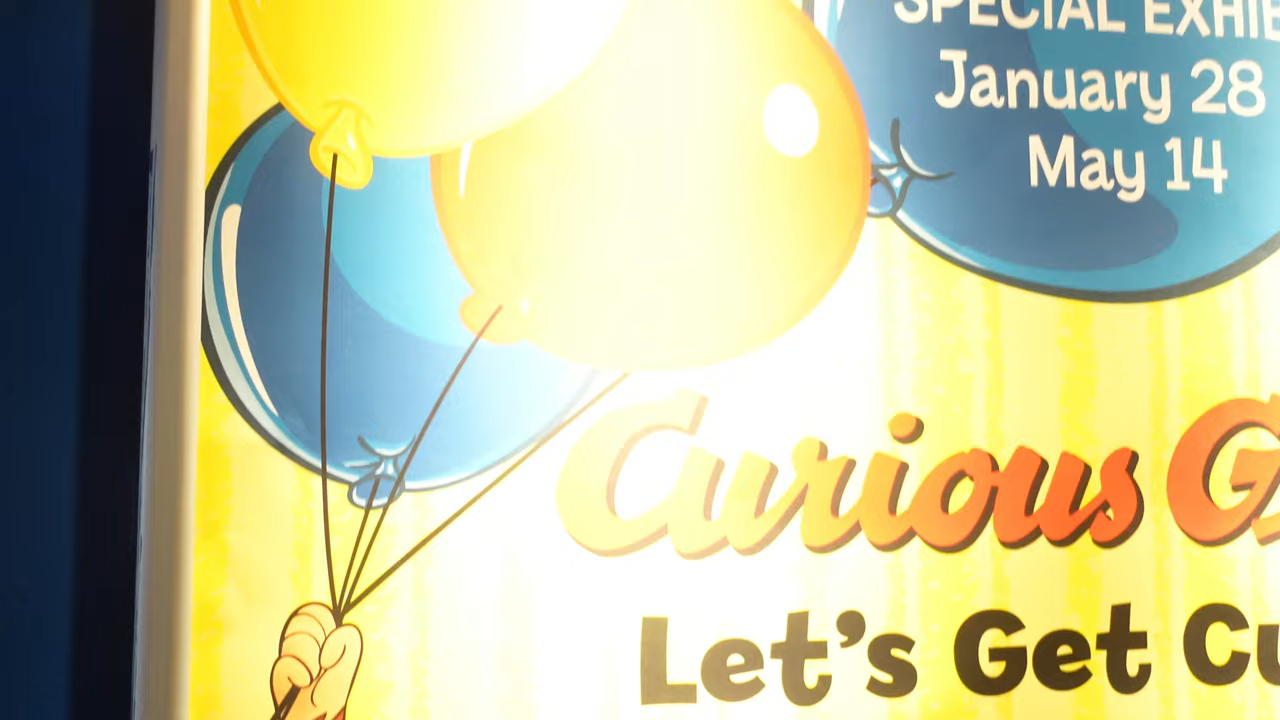 SPECIAL EXHIB
January 28
May 14
Curious G
Let's Get Cu